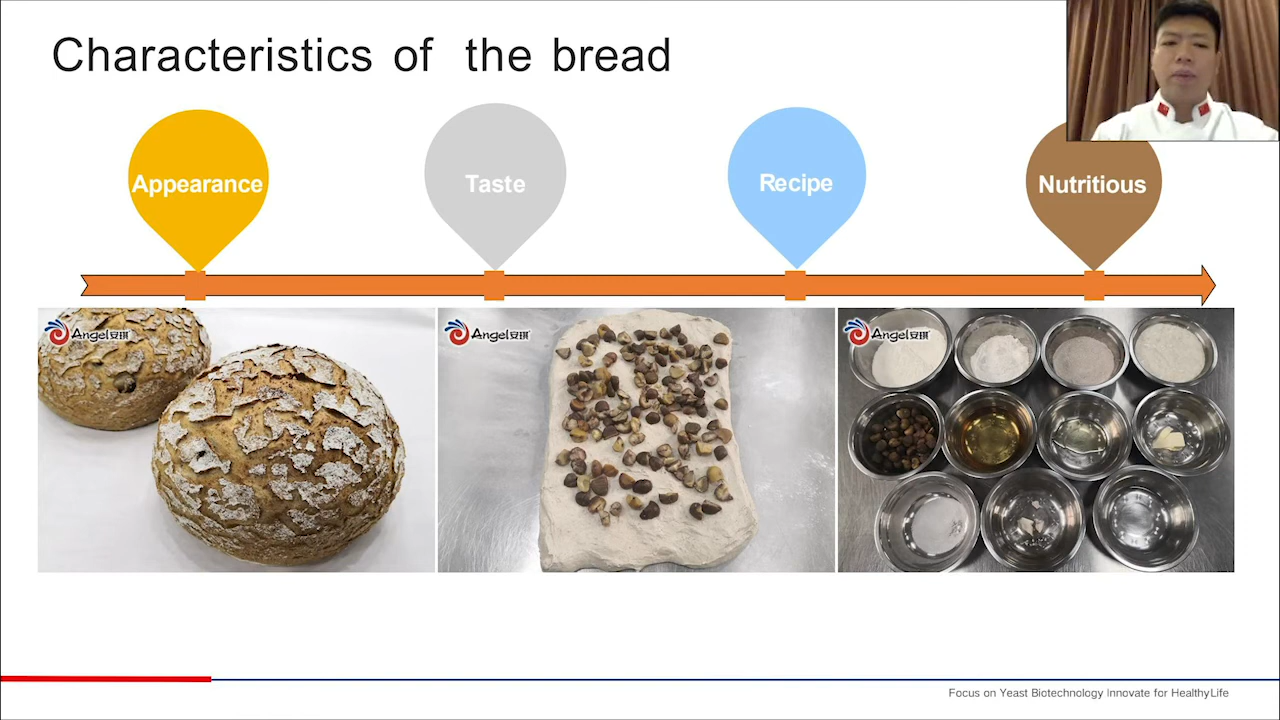 Characteristics of the bread
Appearance
Taste
Recipe
Nutritious
Angel安琪
Angel安琪
Angel安琪
Focus on Yeast Biotechnology Innovate for HealthyLife